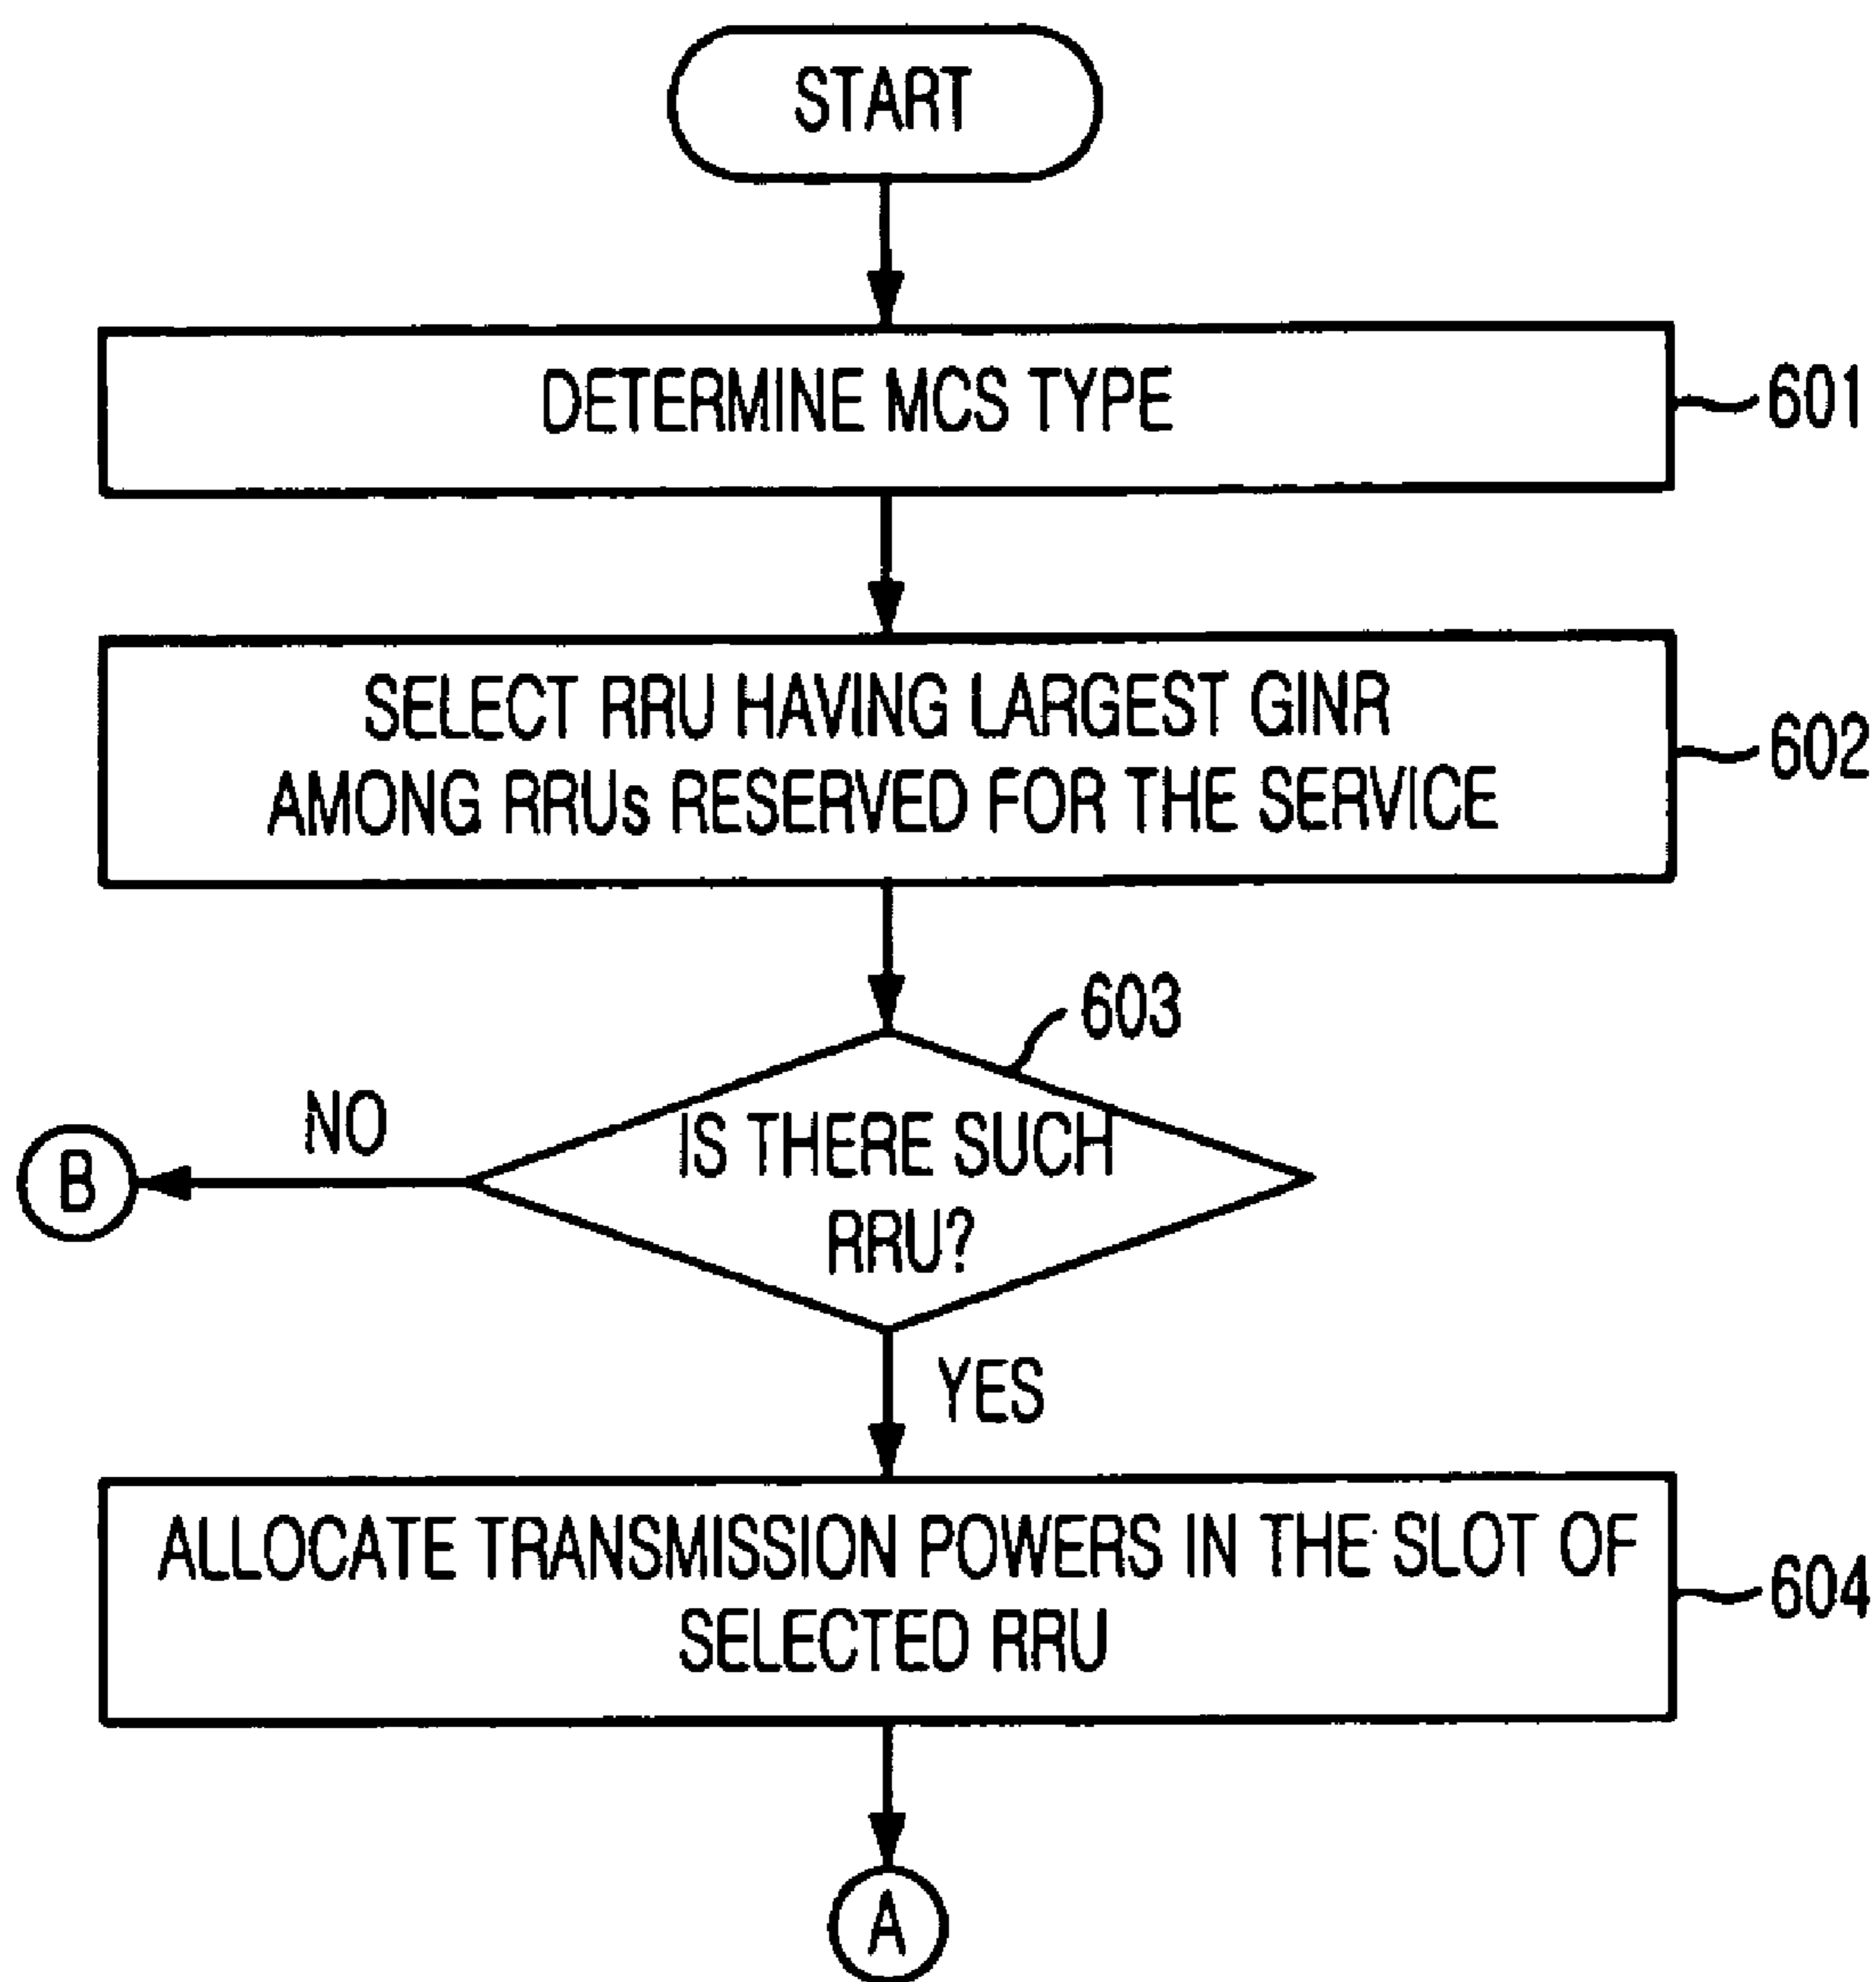 START
DETERMINE MCS TYPE
601
SELECT RRU HAVING LARGEST GINR
AMONG RRUs RESERVED FOR THE SERVICE
602
603
IS THERE SUCH
RRU?
NO
B
YES
ALLOCATE TRANSMISSION POWERS IN THE SLOT OF
SELECTED RRU
604
A